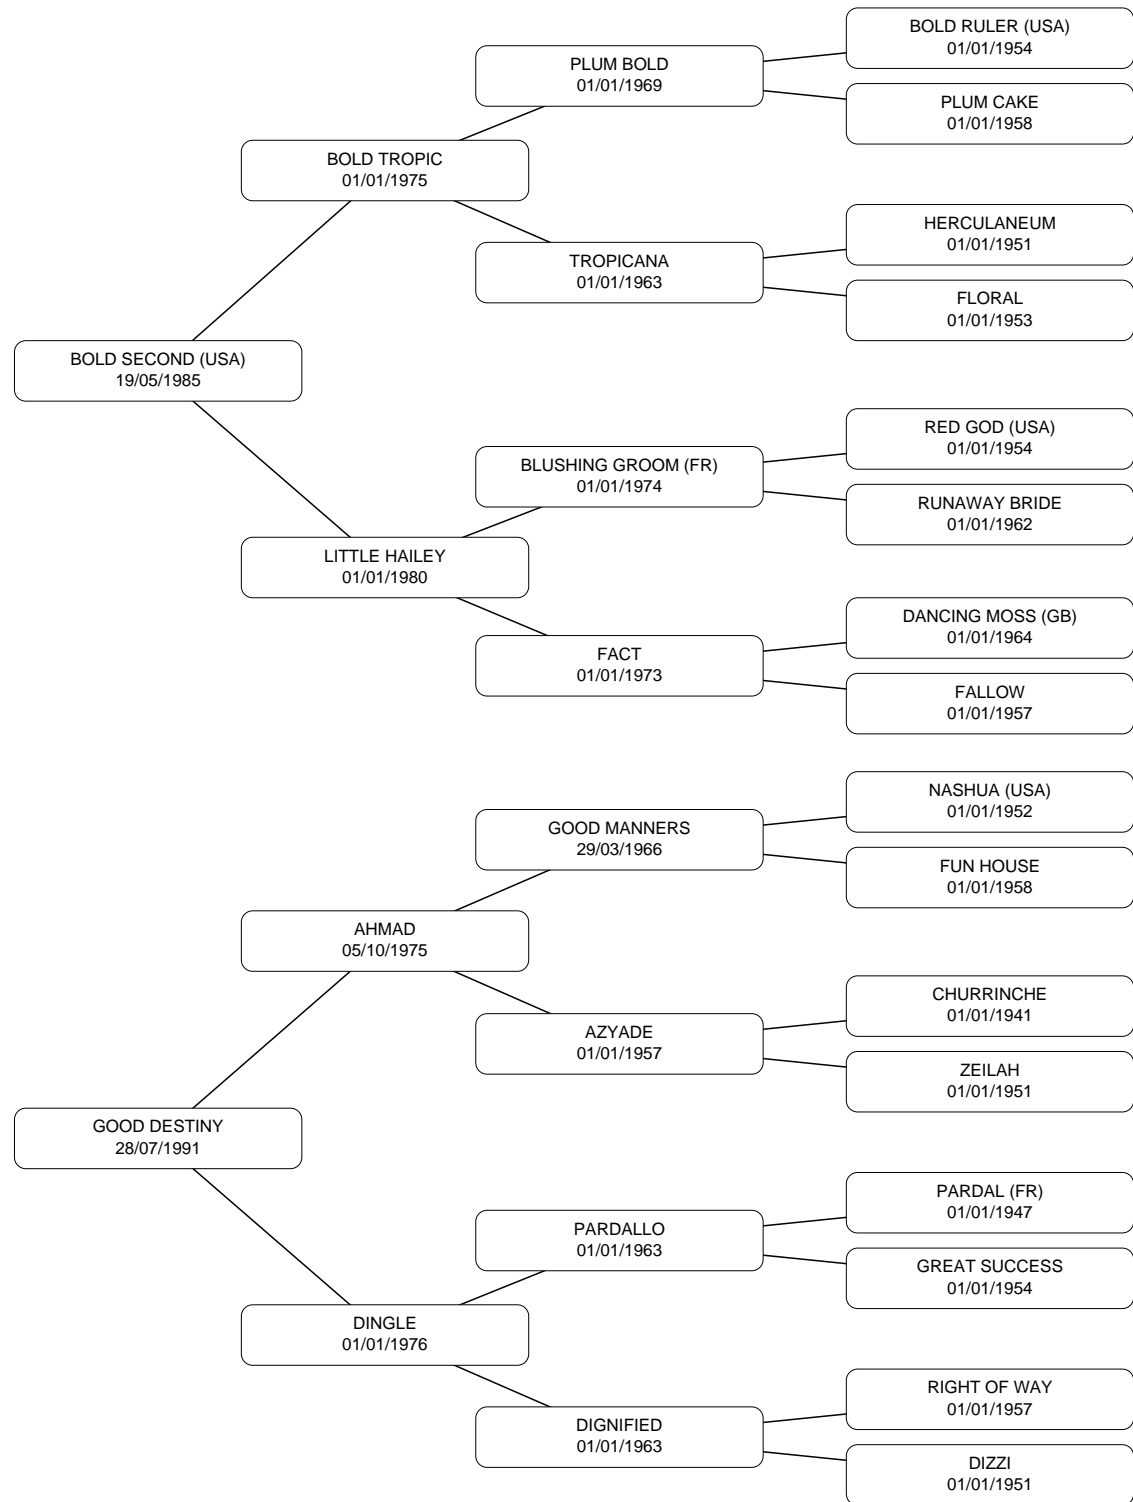 BOLD RULER (USA)
01/01/1954
PLUM BOLD
01/01/1969
PLUM CAKE
01/01/1958
BOLD TROPIC
01/01/1975
HERCULANEUM
01/01/1951
TROPICANA
01/01/1963
FLORAL
01/01/1953
BOLD SECOND (USA)
19/05/1985
RED GOD (USA)
01/01/1954
BLUSHING GROOM (FR)
01/01/1974
RUNAWAY BRIDE
01/01/1962
LITTLE HAILEY
01/01/1980
DANCING MOSS (GB)
01/01/1964
FACT
01/01/1973
FALLOW
01/01/1957
NASHUA (USA)
01/01/1952
GOOD MANNERS
29/03/1966
FUN HOUSE
01/01/1958
AHMAD
05/10/1975
CHURRINCHE
01/01/1941
AZYADE
01/01/1957
ZEILAH
01/01/1951
GOOD DESTINY
28/07/1991
PARDAL (FR)
01/01/1947
PARDALLO
01/01/1963
GREAT SUCCESS
01/01/1954
DINGLE
01/01/1976
RIGHT OF WAY
01/01/1957
DIGNIFIED
01/01/1963
DIZZI
01/01/1951